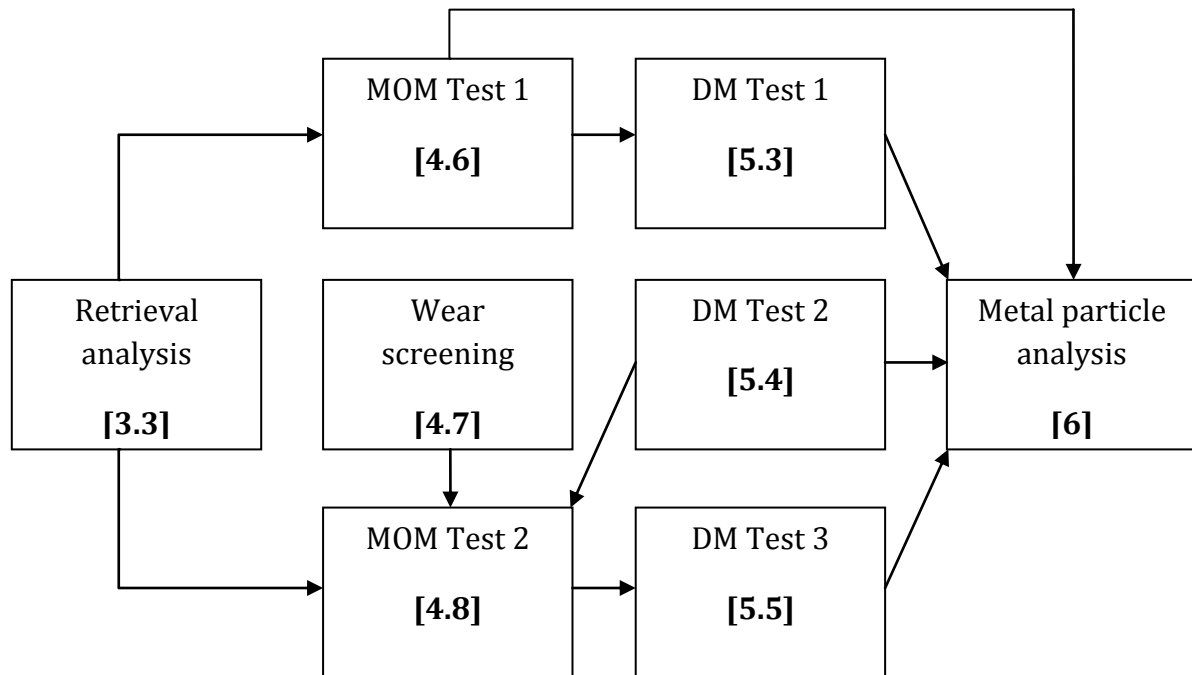 MOM Test 1
[4.6]
DM Test 1
[5.3]
Retrieval
analysis
[3.3]
Wear
screening
[4.7]
DM Test 2
[5.4]
Metal particle
analysis
[6]
MOM Test 2
[4.8]
DM Test 3
[5.5]